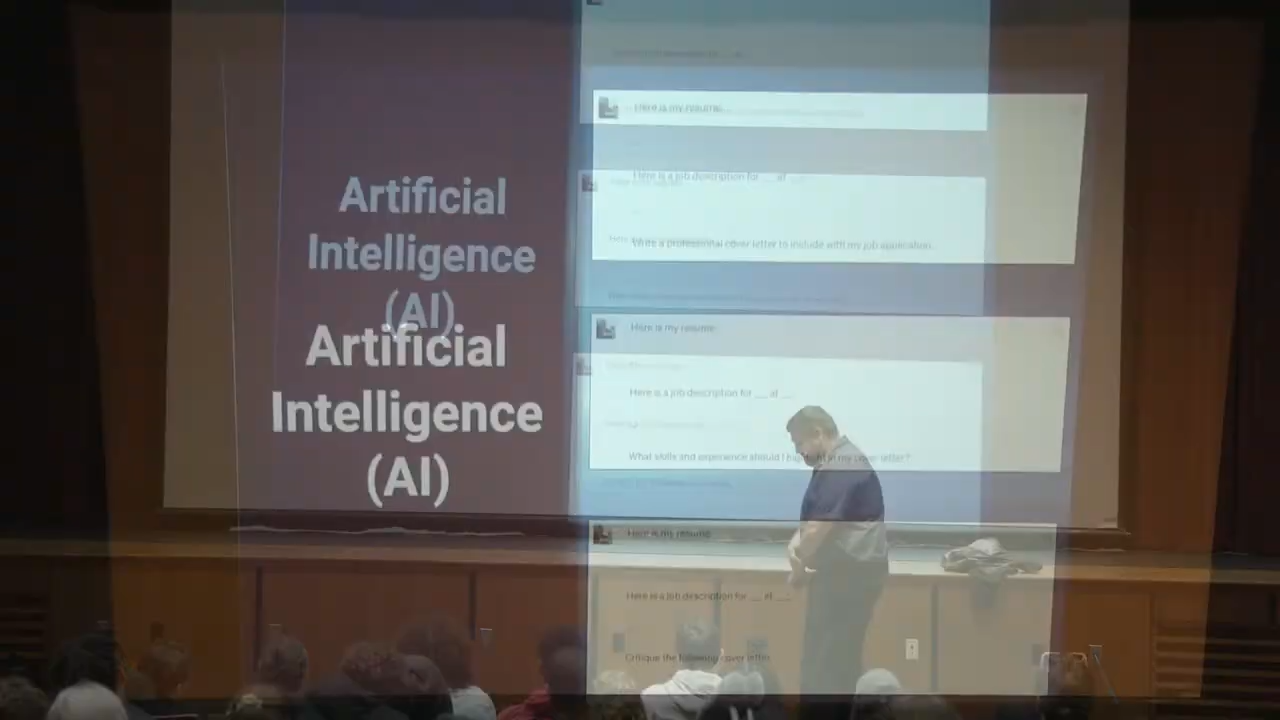 Artificial
Intelligence
(AI)
Artificial
Intelligence
(AI)
Here is my resume:
Here is a job description for ___ at
Write a professional cover letter to include with my job application.
Here is my resume:
Here is a job description for ___ at ___
What skills and experience should I highlight in my cover letter?
Here is my resume
Here is a job description for ___ at ___
Critique the following cover letter